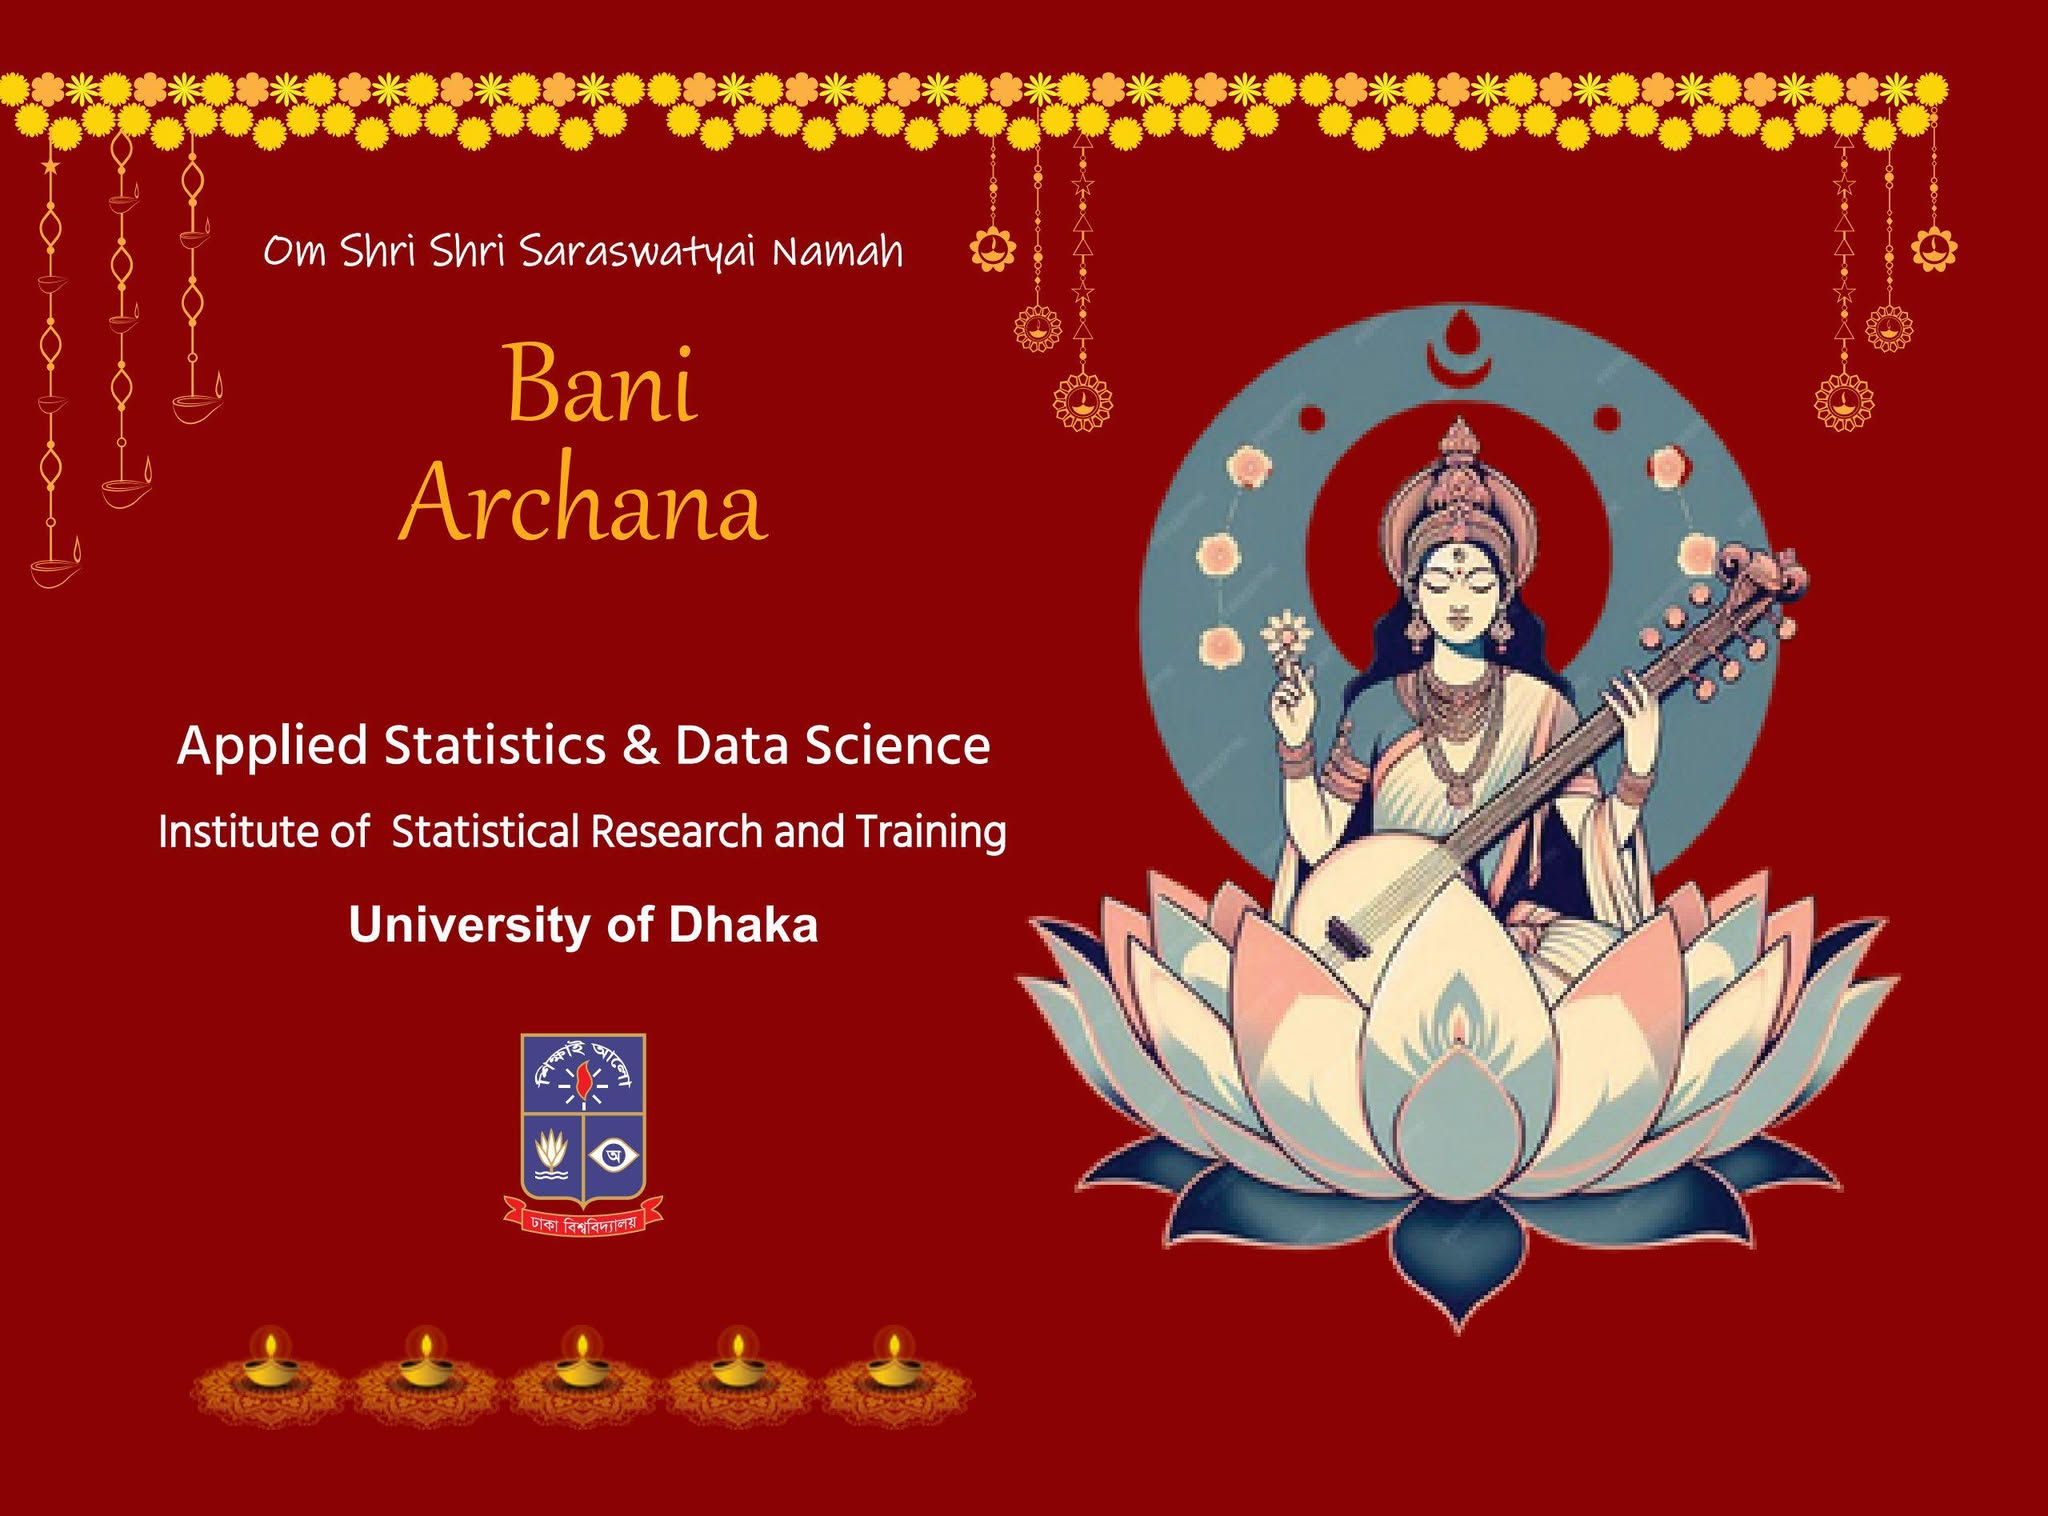 Om Shri Shri Saraswatyai Namah
Bani
Archana
Applied Statistics & Data Science
Institute of Statistical Research and Training
University of Dhaka
শিক্ষাই আলো
অ
ঢাকা বিশ্ববিদ্যালয়